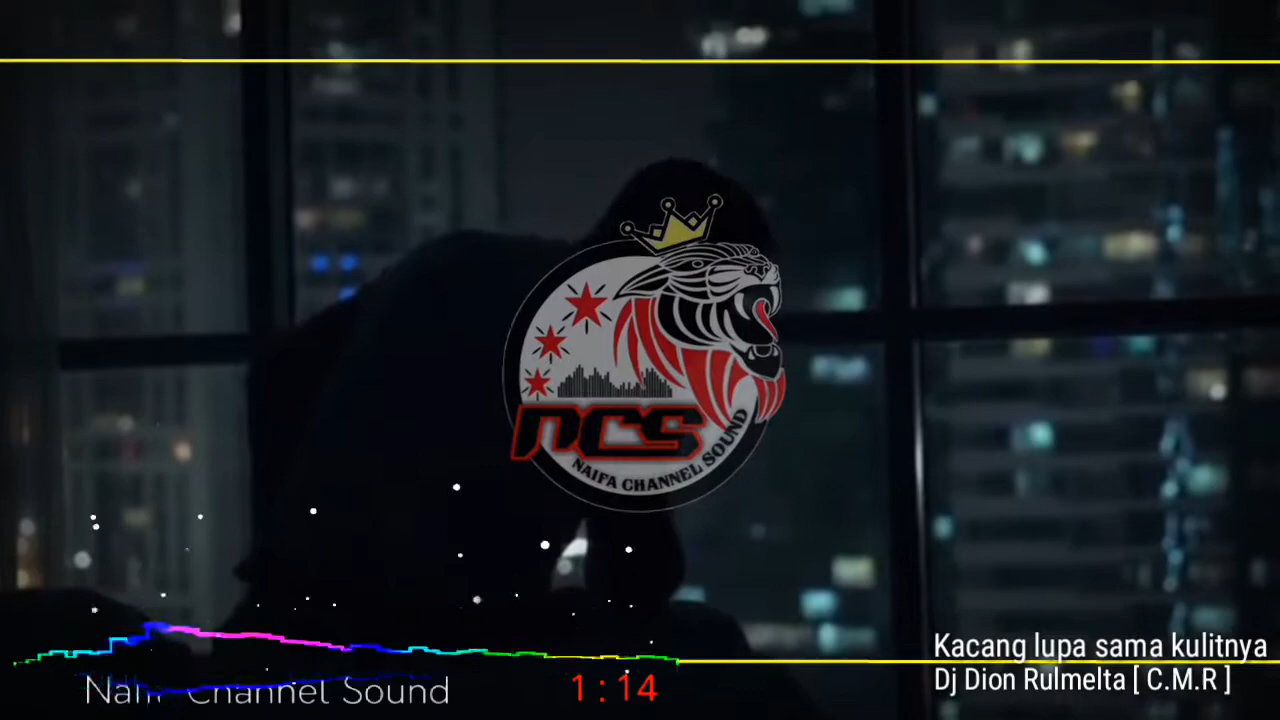 NCS
NAIFA CHANNEL SOUND
Kacang lupa sama kulitnya
Dj Dion Rulmelta [ C.M.R ]
Channel Sound
1:14